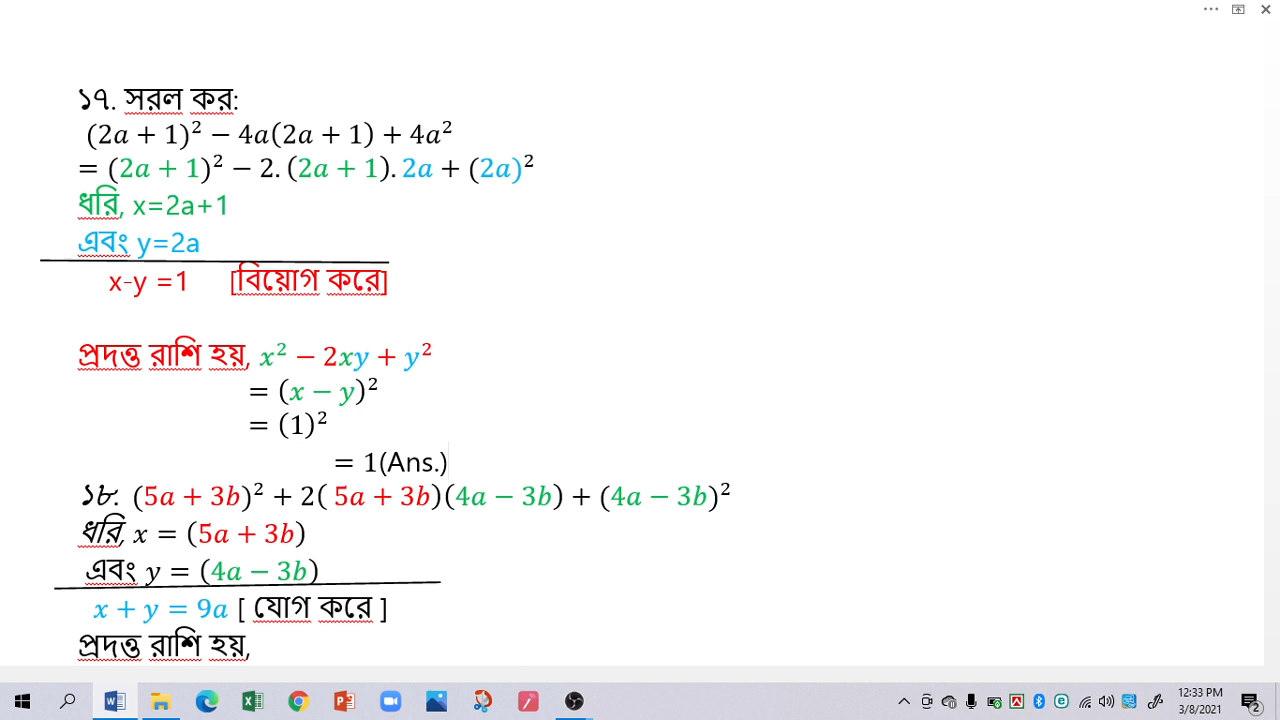 ১৭. সরল কর:
(2a + 1)² − 4a(2a + 1) + 4a²
= (2a + 1)² − 2. (2a + 1). 2a + (2a)²
ধরি, x=2a+1
এবং y=2a
x-y =1 [বিয়োগ করে]
প্রদত্ত রাশি হয়, x² − 2xy + y²
= (x − y)²
= (1)²
= 1(Ans.)
১৮. (5a + 3b)² + 2( 5a + 3b)(4a − 3b) + (4a − 3b)²
ধরি, x = (5a + 3b)
এবং y = (4a − 3b)
x + y = 9a [ যোগ করে ]
প্রদত্ত রাশি হয়,
12:33 PM
3/8/2021
2